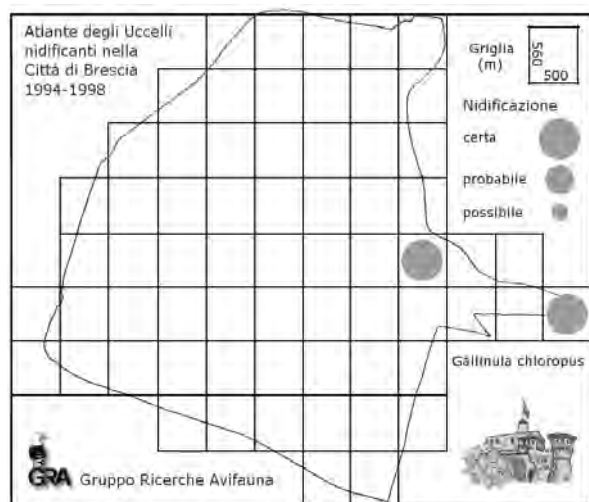 Atlante degli Uccelli
nidificanti nella
Città di Brescia
1994-1998
Griglia
(m)
560
500
Nidificazione
certa
probabile
possibile
Gallinula chloropus
GRA Gruppo Ricerche Avifauna